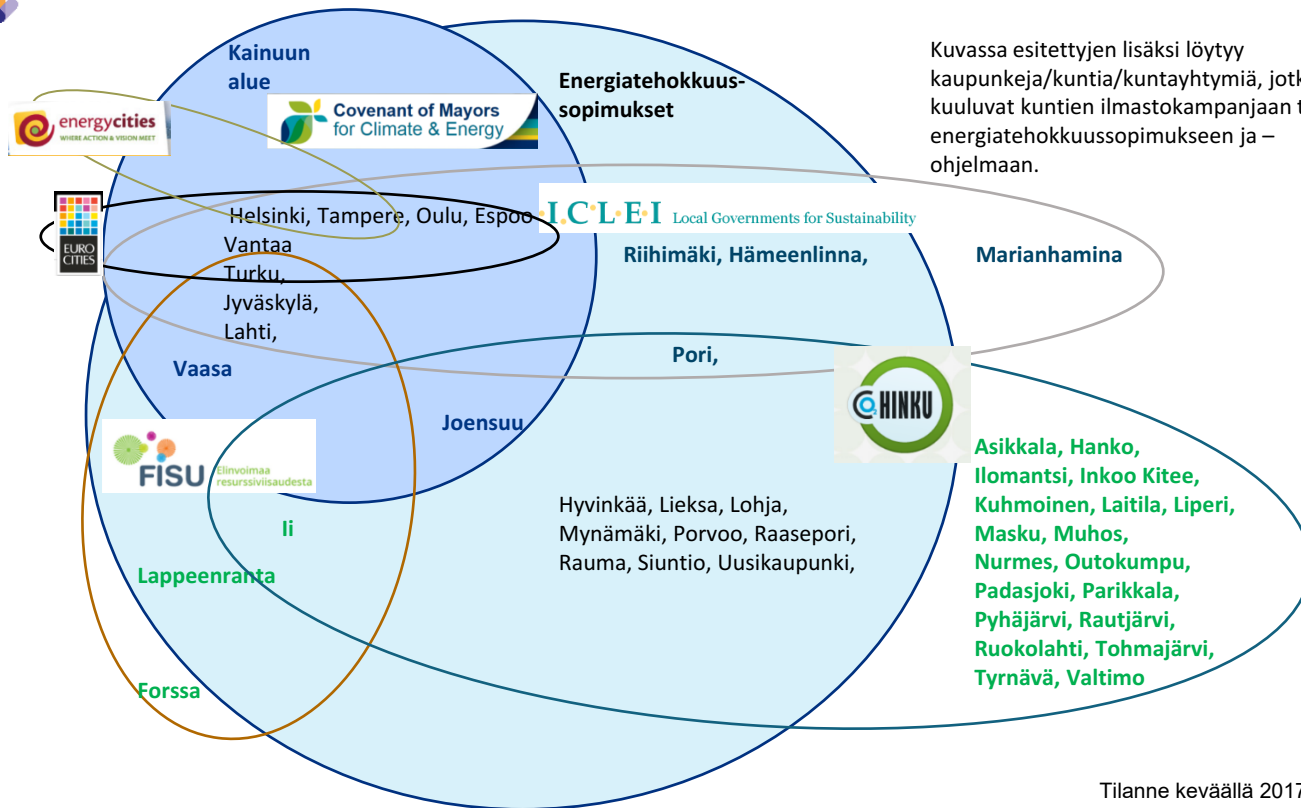 Kainuun
alue
Energiatehokkuus-
sopimukset
Kuvassa esitettyjen lisäksi löytyy
kaupunkeja/kuntia/kuntayhtymiä, jotk
kuuluvat kuntien ilmastokampanjaan t
energiatehokkuussopimukseen ja –
ohjelmaan.
energycities
WHERE ACTION & VISION MEET
Covenant of Mayors
for Climate & Energy
EURO
CITIES
Helsinki, Tampere, Oulu, Espoo
Vantaa
Turku,
Jyväskylä,
Lahti,
I.C.L.E.I Local Governments for Sustainability
Riihimäki, Hämeenlinna,
Marianhamina
Vaasa
Pori,
Joensuu
CO2 HINKU
FISU Elinvoimaa
resurssiviisaudesta
Ii
Lappeenranta
Forssa
Hyvinkää, Lieksa, Lohja,
Mynämäki, Porvoo, Raasepori,
Rauma, Siuntio, Uusikaupunki,
Asikkala, Hanko,
Ilomantsi, Inkoo Kitee,
Kuhmoinen, Laitila, Liperi,
Masku, Muhos,
Nurmes, Outokumpu,
Padasjoki, Parikkala,
Pyhäjärvi, Rautjärvi,
Ruokolahti, Tohmajärvi,
Tyrnävä, Valtimo
Tilanne keväällä 2017